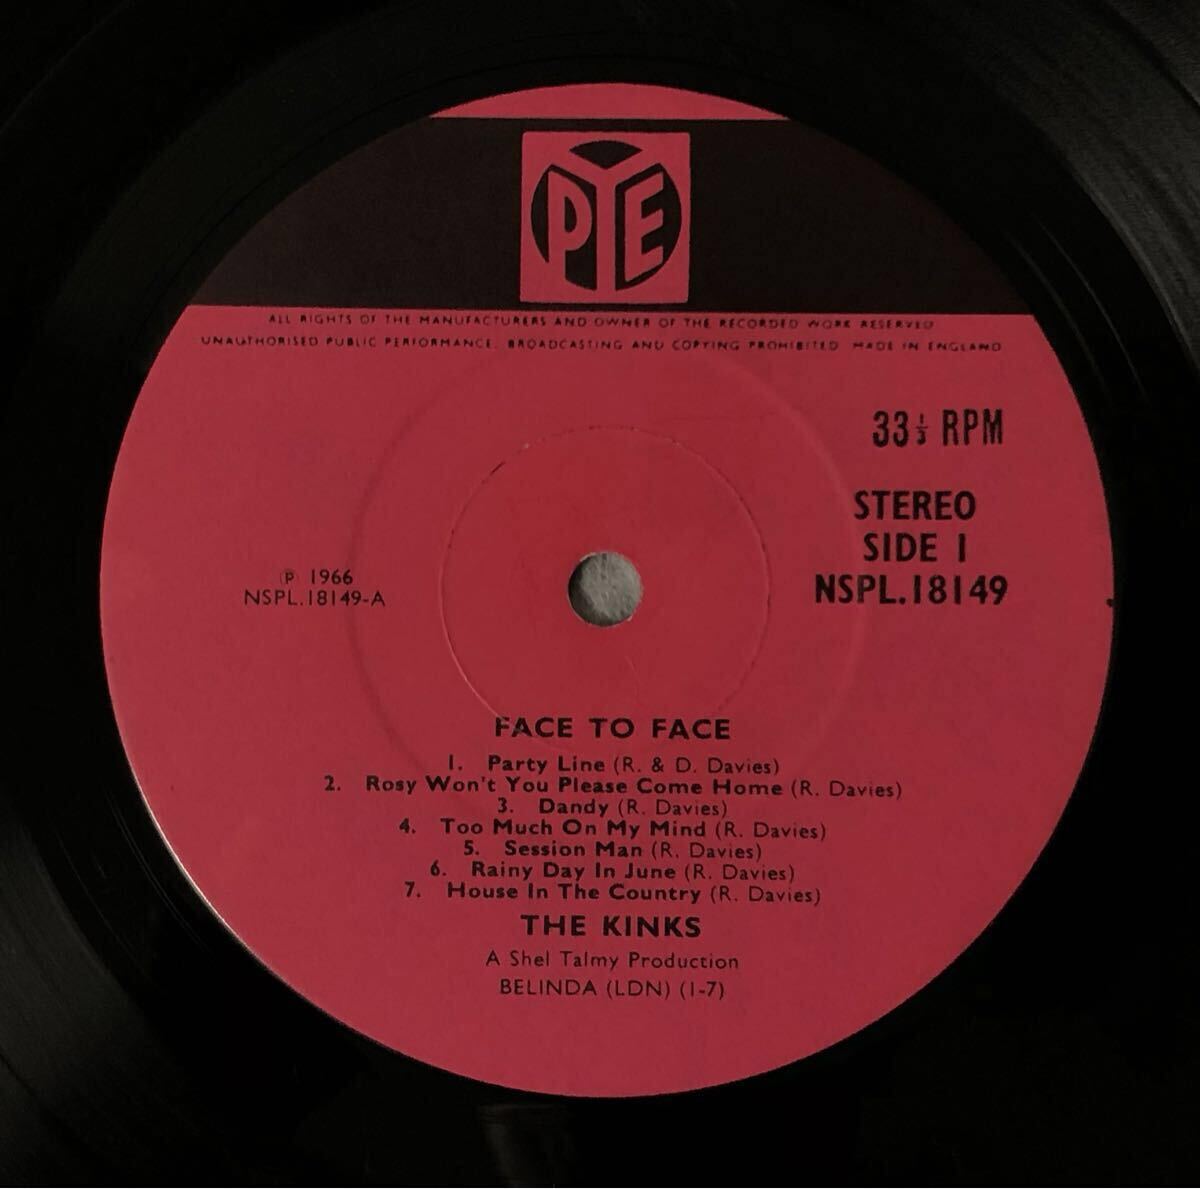 PYE
ALL RIGHTS OF THE MANUFACTURERS AND OWNER OF THE RECORDED WORK RESERVED
UNAUTHORISED PUBLIC PERFORMANCE, BROADCASTING AND COPYING PROHIBITED MADE IN ENGLAND
33⅓ RPM
STEREO
SIDE 1
NSPL.18149
℗ 1966
NSPL.18149-A
FACE TO FACE
1. Party Line (R. & D. Davies)
2. Rosy Won't You Please Come Home (R. Davies)
3. Dandy (R. Davies)
4. Too Much On My Mind (R. Davies)
5. Session Man (R. Davies)
6. Rainy Day In June (R. Davies)
7. House In The Country (R. Davies)
THE KINKS
A Shel Talmy Production
BELINDA (LDN) (1-7)